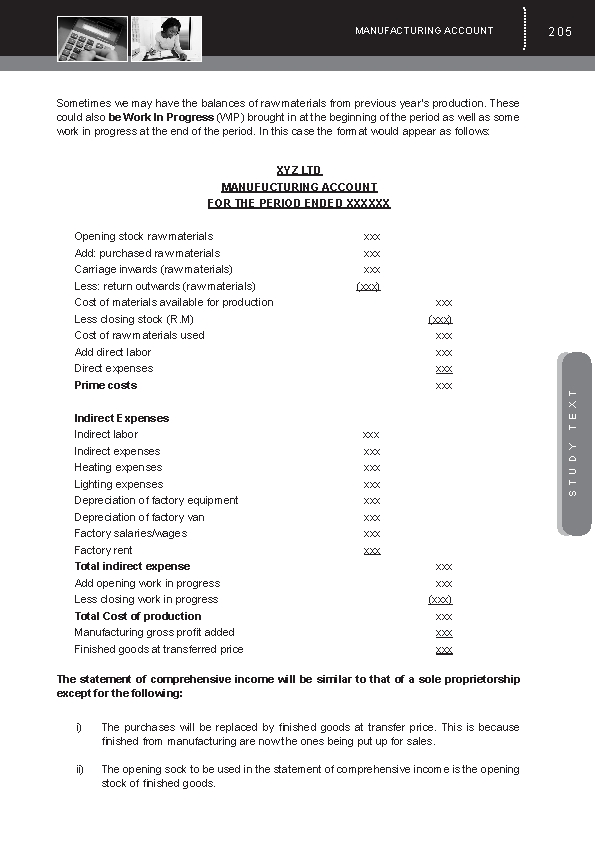 MANUFACTURING ACCOUNT 205
Sometimes we may have the balances of raw materials from previous year's production. These
could also be Work In Progress (WIP) brought in at the beginning of the period as well as some
work in progress at the end of the period. In this case the format would appear as follows:
XYZ LTD
MANUFUCTURING ACCOUNT
FOR THE PERIOD ENDED XXXXXX
Opening stock raw materials xxx
Add: purchased raw materials xxx
Carriage inwards (raw materials) xxx
Less: return outwards (raw materials) (xxx)
Cost of materials available for production xxx
Less closing stock (R.M) (xxx)
Cost of raw materials used xxx
Add direct labor xxx
Direct expenses xxx
Prime costs xxx
Indirect Expenses
Indirect labor xxx
Indirect expenses xxx
Heating expenses xxx
Lighting expenses xxx
Depreciation of factory equipment xxx
Depreciation of factory van xxx
Factory salaries/wages xxx
Factory rent xxx
Total indirect expense xxx
Add opening work in progress xxx
Less closing work in progress (xxx)
Total Cost of production xxx
Manufacturing gross profit added xxx
Finished goods at transferred price xxx
The statement of comprehensive income will be similar to that of a sole proprietorship
except for the following:
i) The purchases will be replaced by finished goods at transfer price. This is because
finished from manufacturing are now the ones being put up for sales.
ii) The opening sock to be used in the statement of comprehensive income is the opening
stock of finished goods.
STUDY TEXT